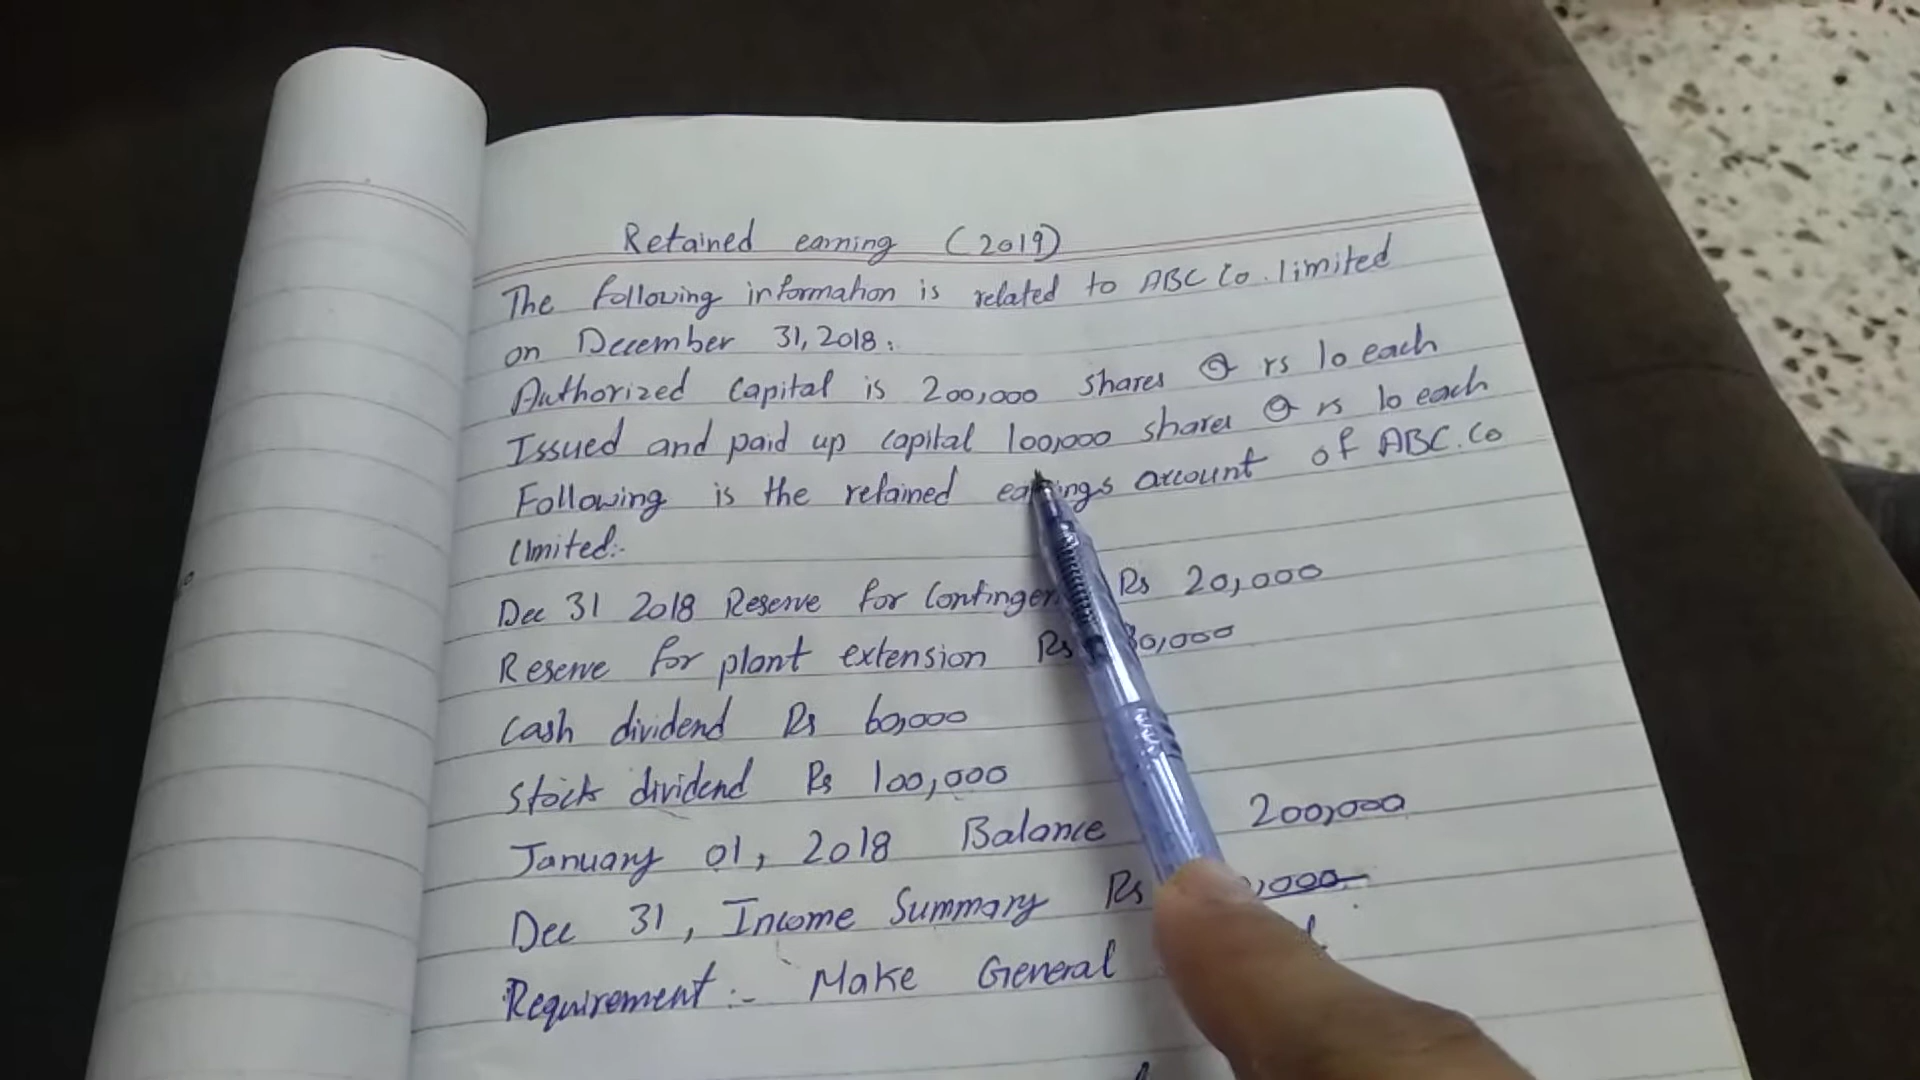 Retained earning (2019)
The following information is related to ABC Co. limited
on December 31, 2018:
Authorized capital is 200,000 shares @ rs 10 each
Issued and paid up capital 100,000 shares @ rs 10 each
Following is the retained earnings account of ABC. Co
limited:-
Dec 31 2018 Reserve for Rs 20,000
Reserve for plant extension Rs
Cash dividend Rs 60,000
Stock dividend Rs 100,000
January 01, 2018 Balance 200,000
Dec 31, Income Summary Rs
Requirement:- Make General